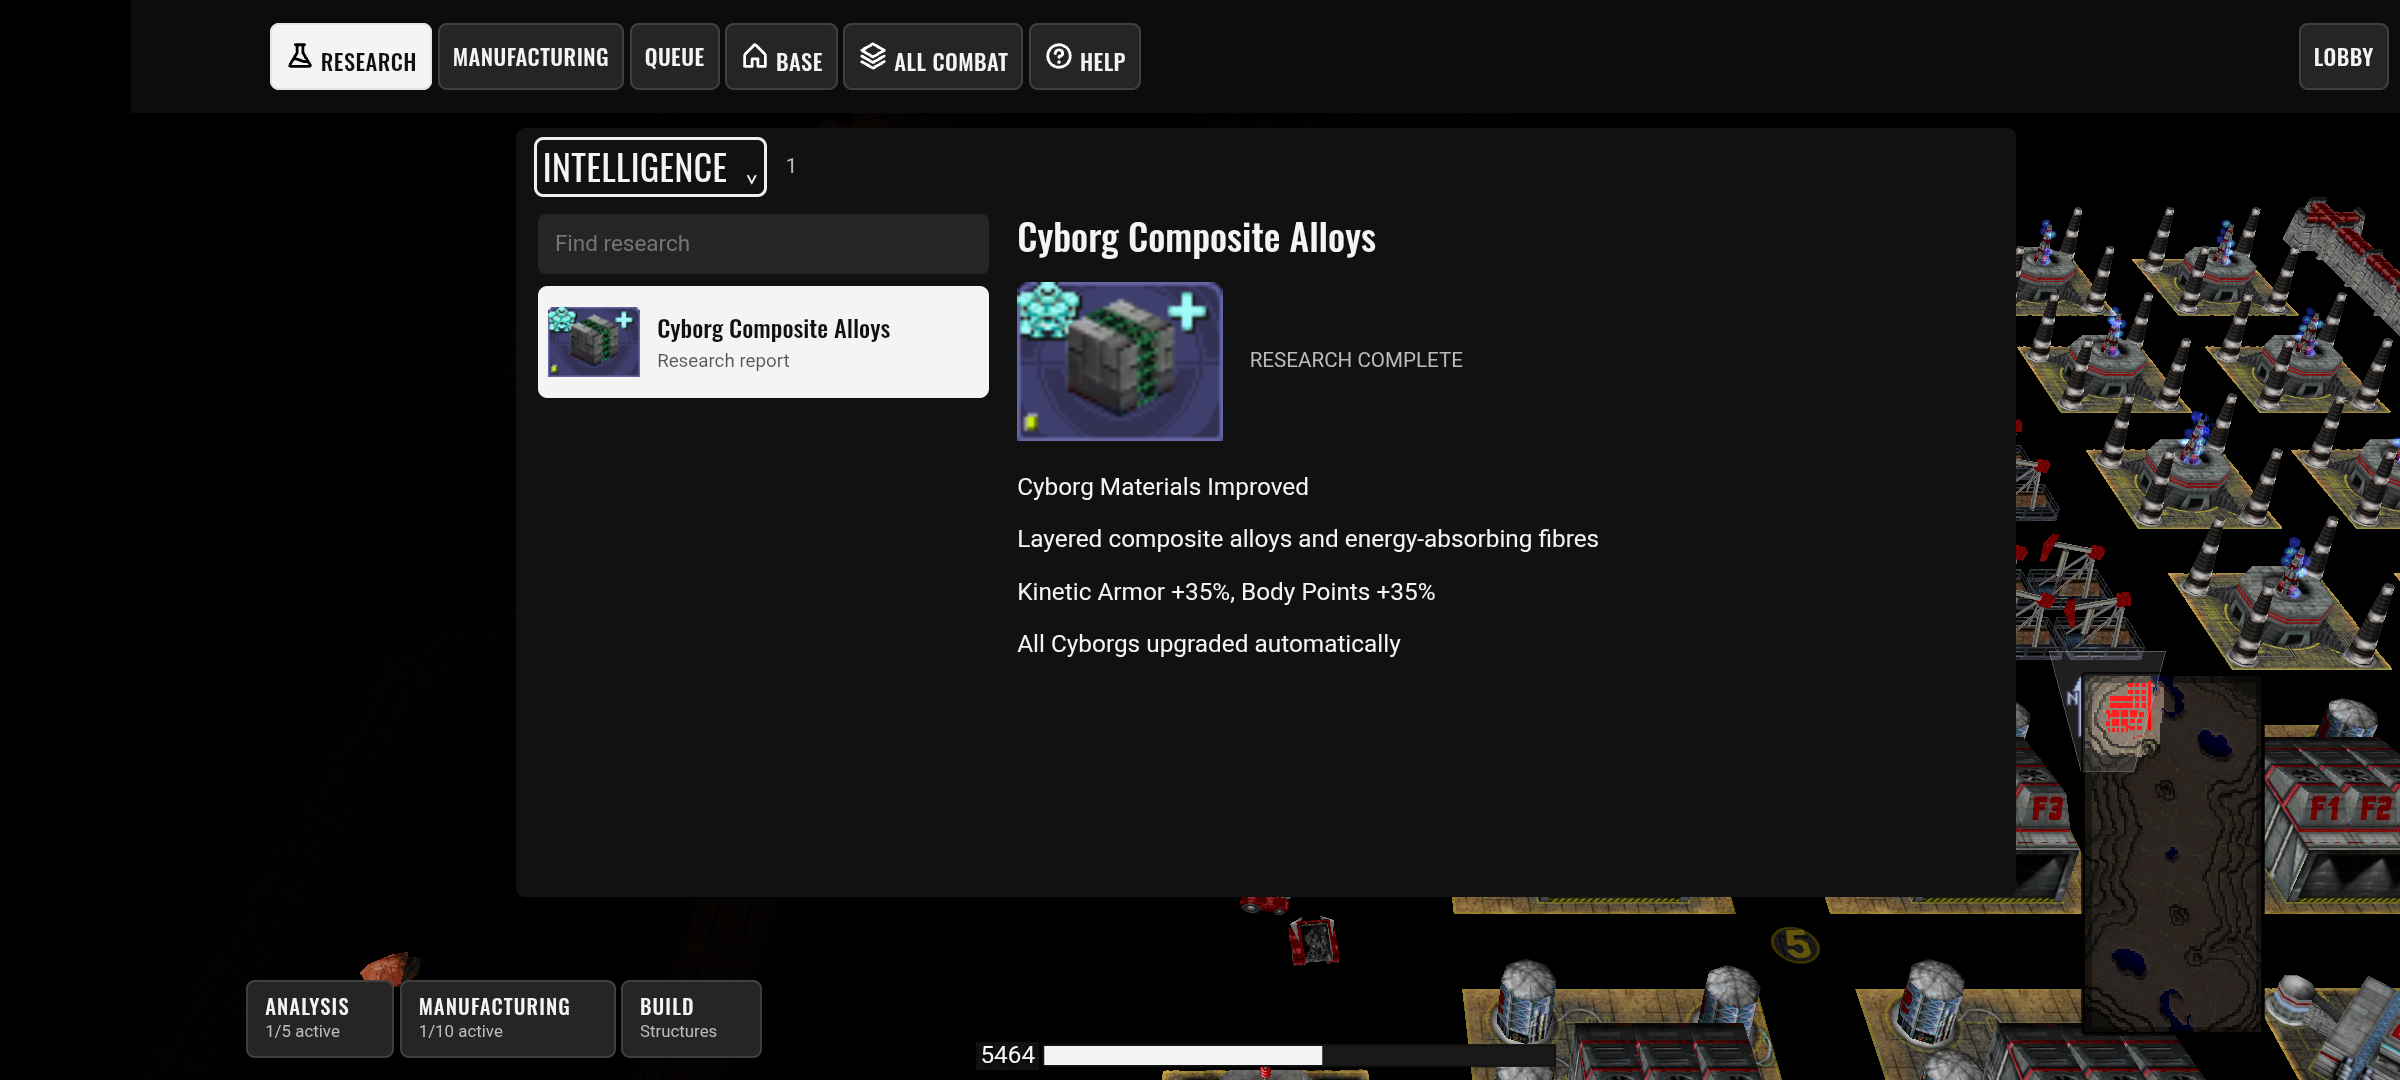 RESEARCH
MANUFACTURING
QUEUE
BASE
ALL COMBAT
HELP
LOBBY
INTELLIGENCE
1
Find research
Cyborg Composite Alloys
Research report
Cyborg Composite Alloys
RESEARCH COMPLETE
Cyborg Materials Improved
Layered composite alloys and energy-absorbing fibres
Kinetic Armor +35%, Body Points +35%
All Cyborgs upgraded automatically
N
F3
F1 F2
5
ANALYSIS
1/5 active
MANUFACTURING
1/10 active
BUILD
Structures
5464